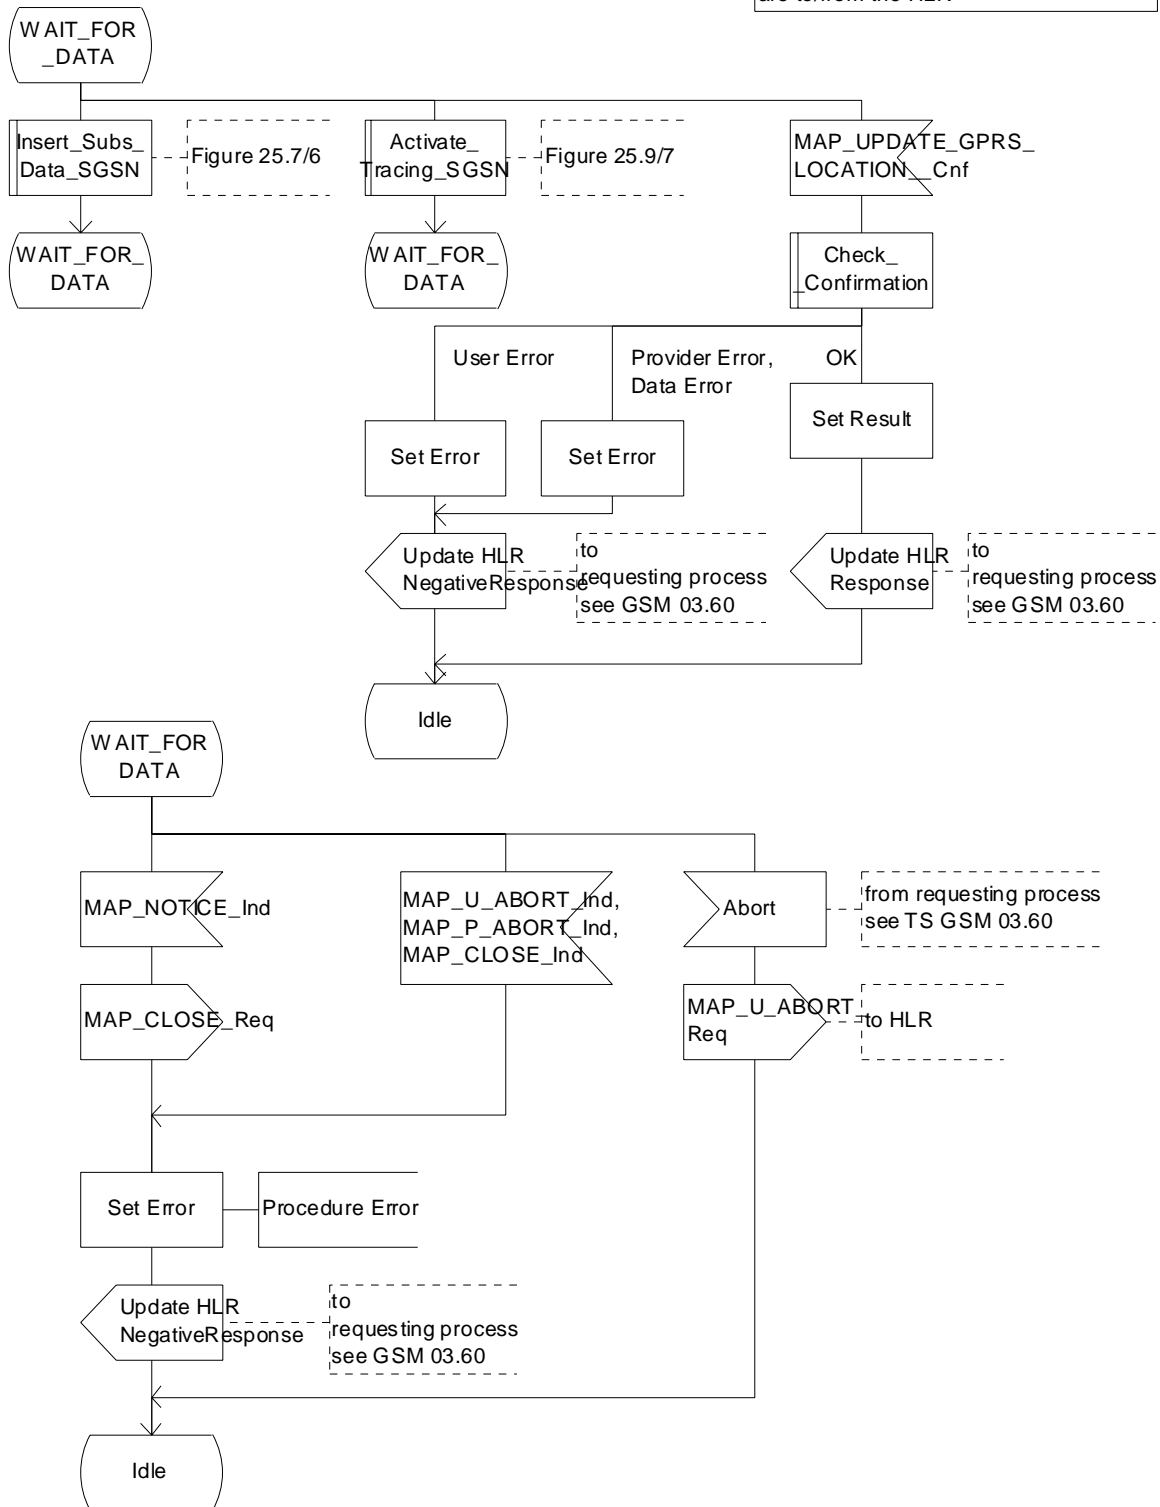 are to/from the HLR
WAIT_FOR
_DATA
Insert_Subs_
Data_SGSN
Figure 25.7/6
Activate_
Tracing_SGSN
Figure 25.9/7
MAP_UPDATE_GPRS_
LOCATION__Cnf
WAIT_FOR_
DATA
WAIT_FOR_
DATA
Check_
_Confirmation
User Error
Provider Error,
Data Error
OK
Set Result
Set Error
Set Error
Update HLR
NegativeResponse
to
requesting process
see GSM 03.60
Update HLR
Response
to
requesting process
see GSM 03.60
Idle
WAIT_FOR
DATA
MAP_NOTICE_Ind
MAP_U_ABORT_Ind,
MAP_P_ABORT_Ind,
MAP_CLOSE_Ind
Abort
from requesting process
see TS GSM 03.60
MAP_CLOSE_Req
MAP_U_ABORT_
Req
to HLR
Set Error
Procedure Error
Update HLR
NegativeResponse
to
requesting process
see GSM 03.60
Idle